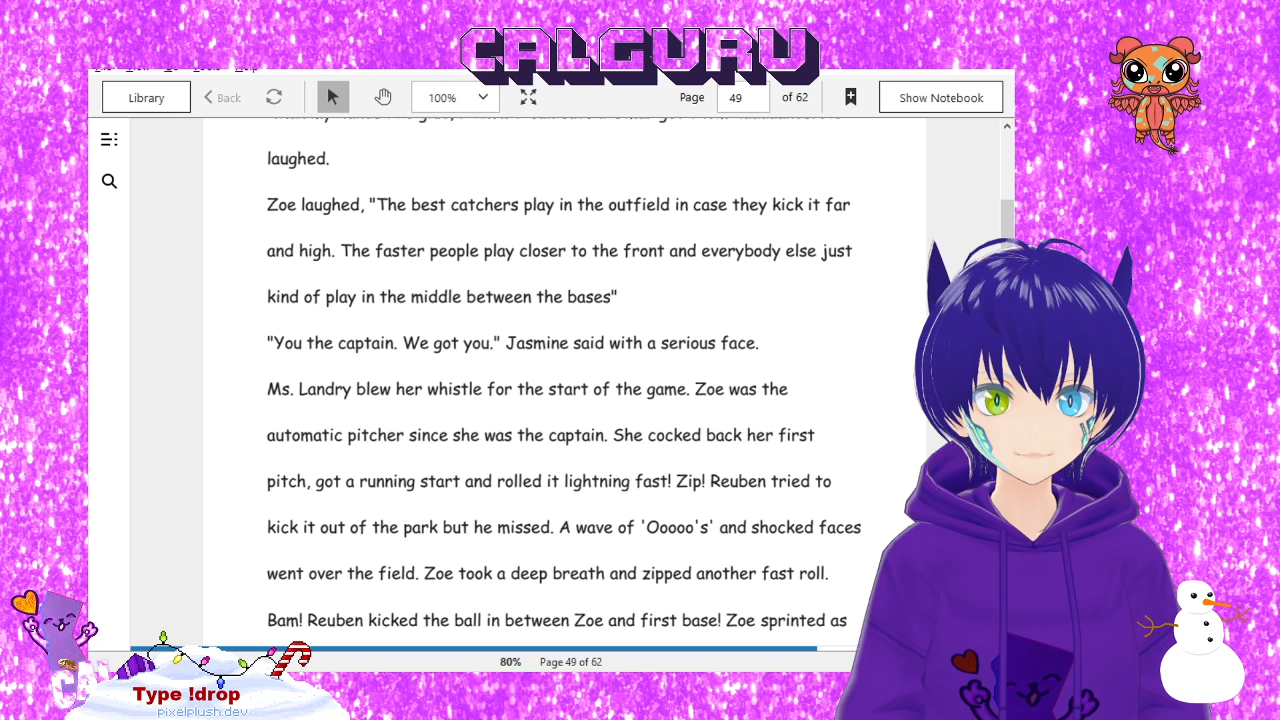 CALGURU
Library
Back
100%
Page
49
of 62
Show Notebook
laughed.
Zoe laughed, "The best catchers play in the outfield in case they kick it far
and high. The faster people play closer to the front and everybody else just
kind of play in the middle between the bases"
"You the captain. We got you." Jasmine said with a serious face.
Ms. Landry blew her whistle for the start of the game. Zoe was the
automatic pitcher since she was the captain. She cocked back her first
pitch, got a running start and rolled it lightning fast! Zip! Reuben tried to
kick it out of the park but he missed. A wave of 'Ooooo's' and shocked faces
went over the field. Zoe took a deep breath and zipped another fast roll.
Bam! Reuben kicked the ball in between Zoe and first base! Zoe sprinted as
80%
Page 49 of 62
Type !drop
pixelplush.dev